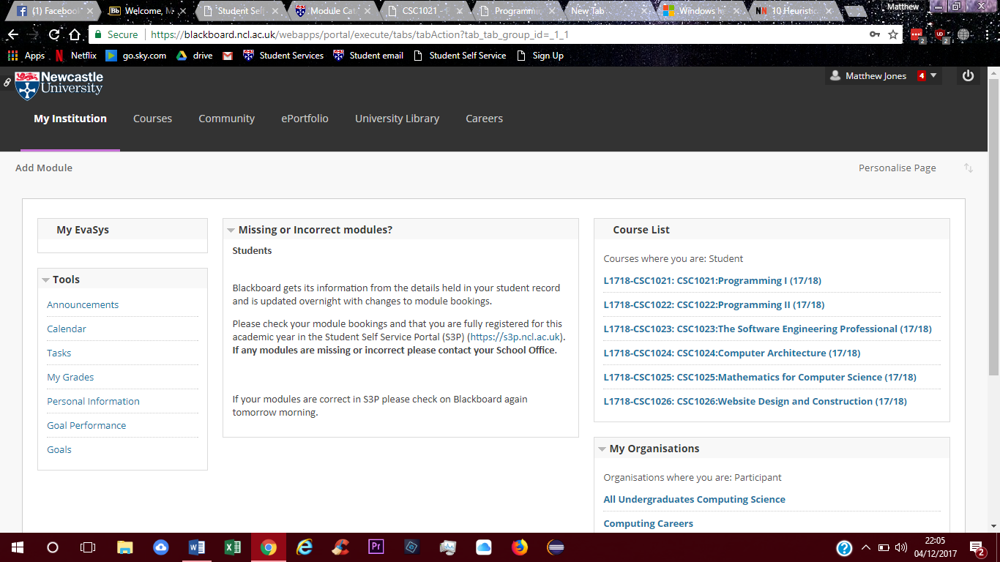 Matthew
(1) Facebook
Welcome, M
Student Sel
Module Cat
CSC1021 -
Programmi
New Tab
Windows
10 Heuristic
Secure
https://blackboard.ncl.ac.uk/webapps/portal/execute/tabs/tabAction?tab_tab_group_id=_1_1
2
2
Apps
Netflix
go.sky.com
drive
Student Services
Student email
Student Self Service
Sign Up
Newcastle
University
Matthew Jones
4
My Institution
Courses
Community
ePortfolio
University Library
Careers
Add Module
Personalise Page
My EvaSys
Tools
Announcements
Calendar
Tasks
My Grades
Personal Information
Goal Performance
Goals
Missing or Incorrect modules?
Students
Blackboard gets its information from the details held in your student record
and is updated overnight with changes to module bookings.
Please check your module bookings and that you are fully registered for this
academic year in the Student Self Service Portal (S3P) (https://s3p.ncl.ac.uk).
If any modules are missing or incorrect please contact your School Office.
If your modules are correct in S3P please check on Blackboard again
tomorrow morning.
Course List
Courses where you are: Student
L1718-CSC1021: CSC1021:Programming I (17/18)
L1718-CSC1022: CSC1022:Programming II (17/18)
L1718-CSC1023: CSC1023:The Software Engineering Professional (17/18)
L1718-CSC1024: CSC1024:Computer Architecture (17/18)
L1718-CSC1025: CSC1025:Mathematics for Computer Science (17/18)
L1718-CSC1026: CSC1026:Website Design and Construction (17/18)
My Organisations
Organisations where you are: Participant
All Undergraduates Computing Science
Computing Careers
22:05
04/12/2017
2